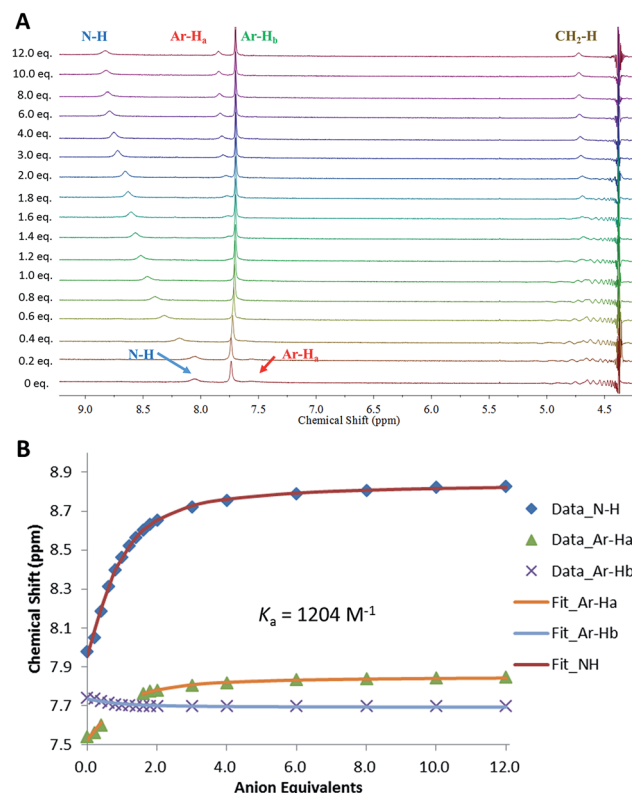 A
N-H Ar-Ha Ar-Hb CH2-H
12.0 eq.
10.0 eq.
8.0 eq.
6.0 eq.
4.0 eq.
3.0 eq.
2.0 eq.
1.8 eq.
1.6 eq.
1.4 eq.
1.2 eq.
1.0 eq.
0.8 eq.
0.6 eq.
0.4 eq.
0.2 eq.
N-H Ar-Ha
0 eq.
9.0 8.5 8.0 7.5 7.0 6.5 6.0 5.5 5.0 4.5
Chemical Shift (ppm)
B
8.9
8.7
8.5
8.3
8.1
7.9
7.7
7.5
Chemical Shift (ppm)
Ka = 1204 M-1
Data_N-H
Data_Ar-Ha
Data_Ar-Hb
Fit_Ar-Ha
Fit_Ar-Hb
Fit_NH
0.0 2.0 4.0 6.0 8.0 10.0 12.0
Anion Equivalents